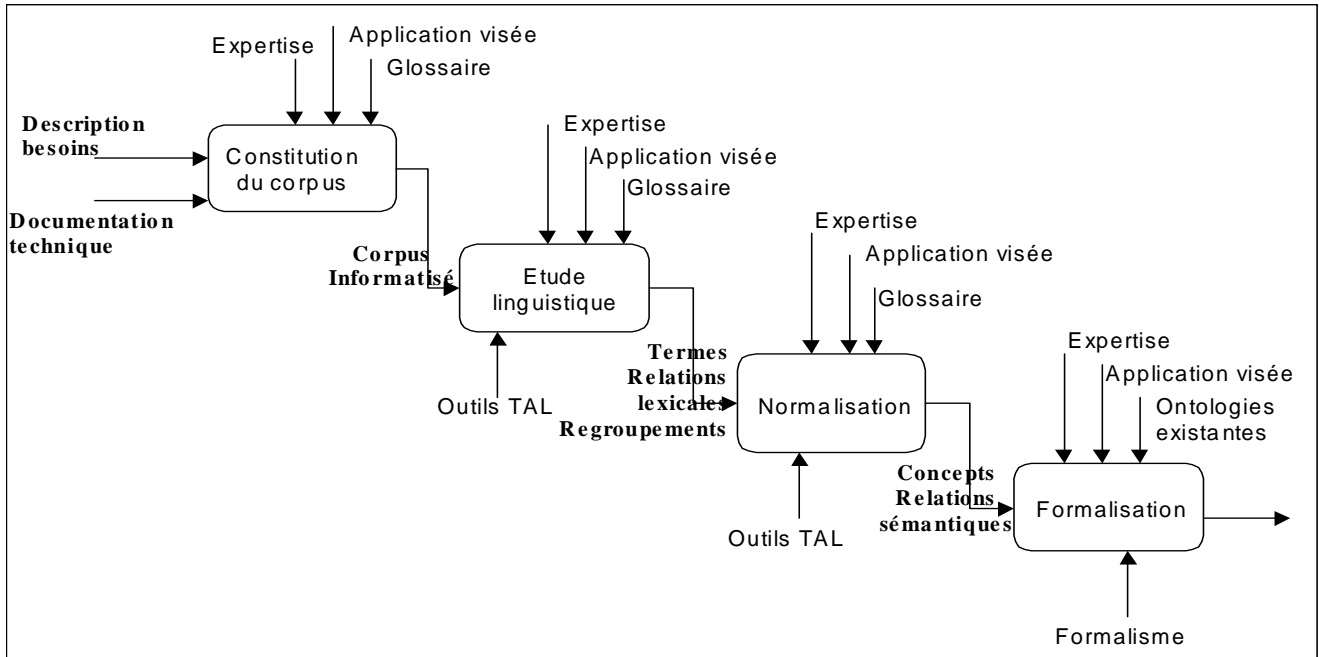 Expertise
Application visée
Glossaire
Description
besoins
Constitution
du corpus
Documentation
technique
Expertise
Application visée
Glossaire
Corpus
Informatisé
Etude
linguistique
Outils TAL
Expertise
Application visée
Glossaire
Termes
Relations
lexicales
Regroupements
Normalisation
Outils TAL
Expertise
Application visée
Ontologies
existantes
Concepts
Relations
sémantiques
Formalisation
Formalisme